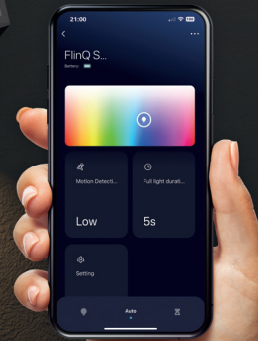 21:00
FlinQ S...
Battery:
Motion Detecti...
Full light durati...
Low
5s
Setting
Auto